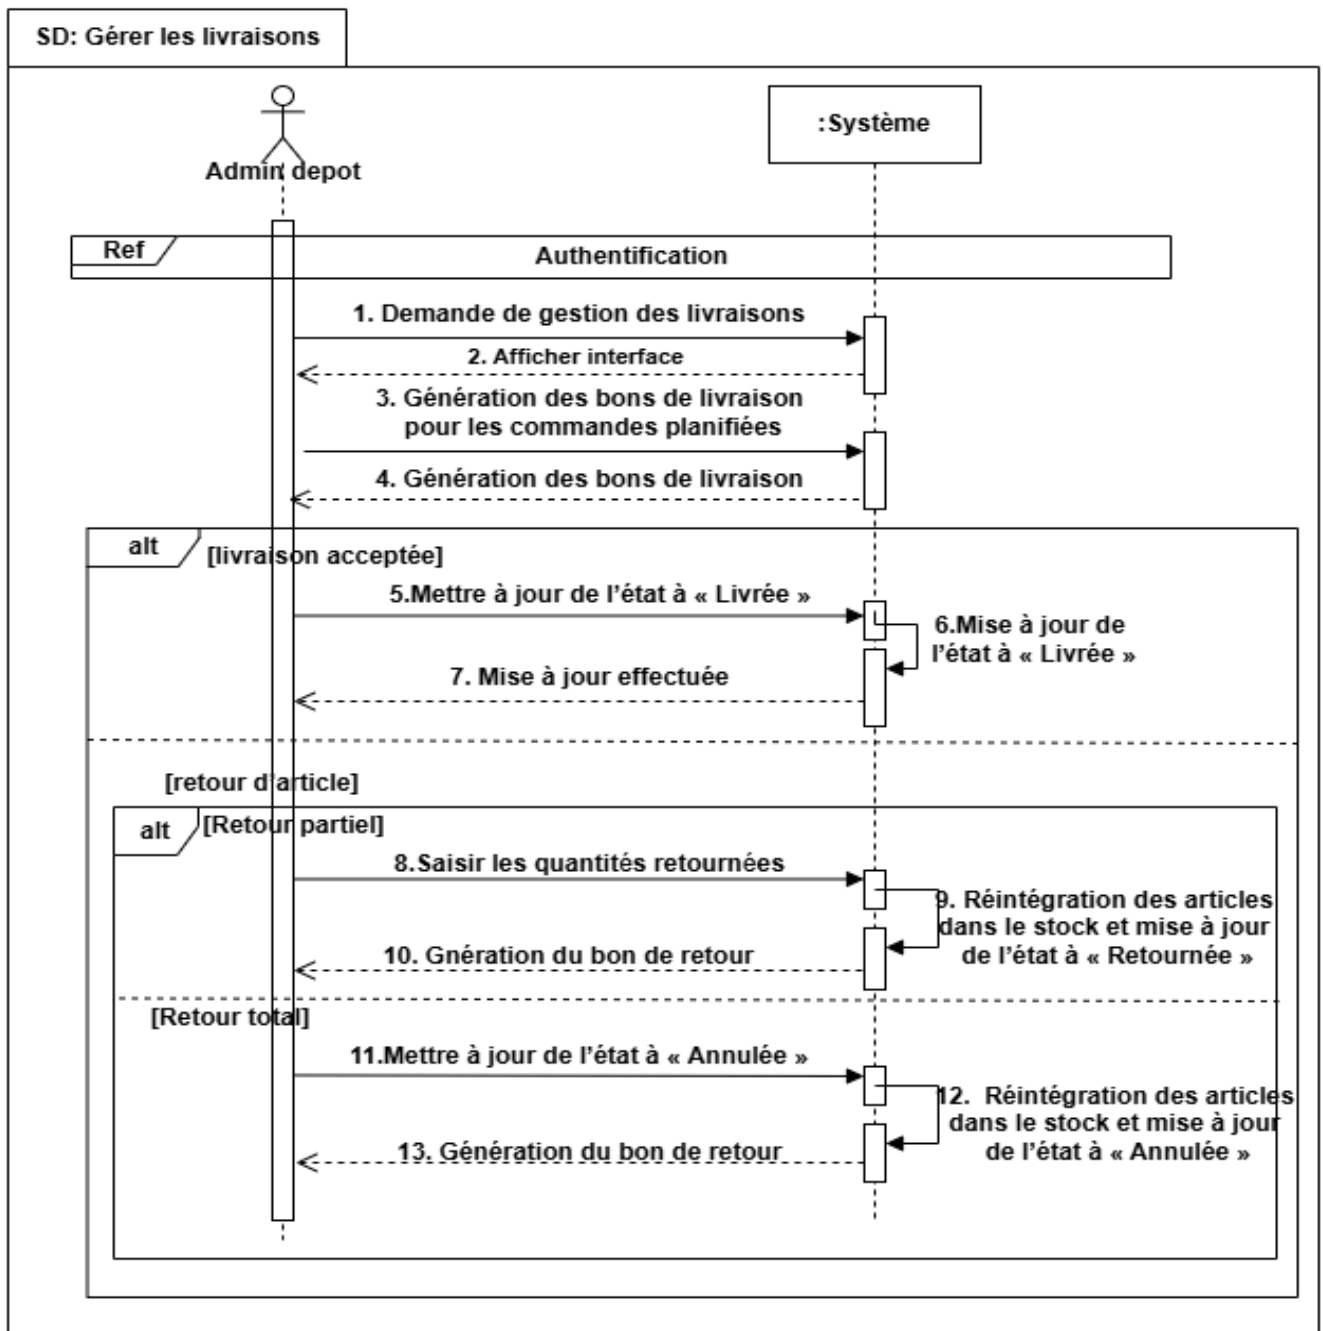 SD: Gérer les livraisons
Admin depot
:Système
Ref
Authentification
1. Demande de gestion des livraisons
2. Afficher interface
3. Génération des bons de livraison
pour les commandes planifiées
4. Génération des bons de livraison
alt
[livraison acceptée]
5.Mettre à jour de l’état à « Livrée »
6.Mise à jour de
l’état à « Livrée »
7. Mise à jour effectuée
[retour d’article]
alt
[Retour partiel]
8.Saisir les quantités retournées
9. Réintégration des articles
dans le stock et mise à jour
de l’état à « Retournée »
10. Gnération du bon de retour
[Retour total]
11.Mettre à jour de l’état à « Annulée »
12. Réintégration des articles
dans le stock et mise à jour
de l’état à « Annulée »
13. Génération du bon de retour